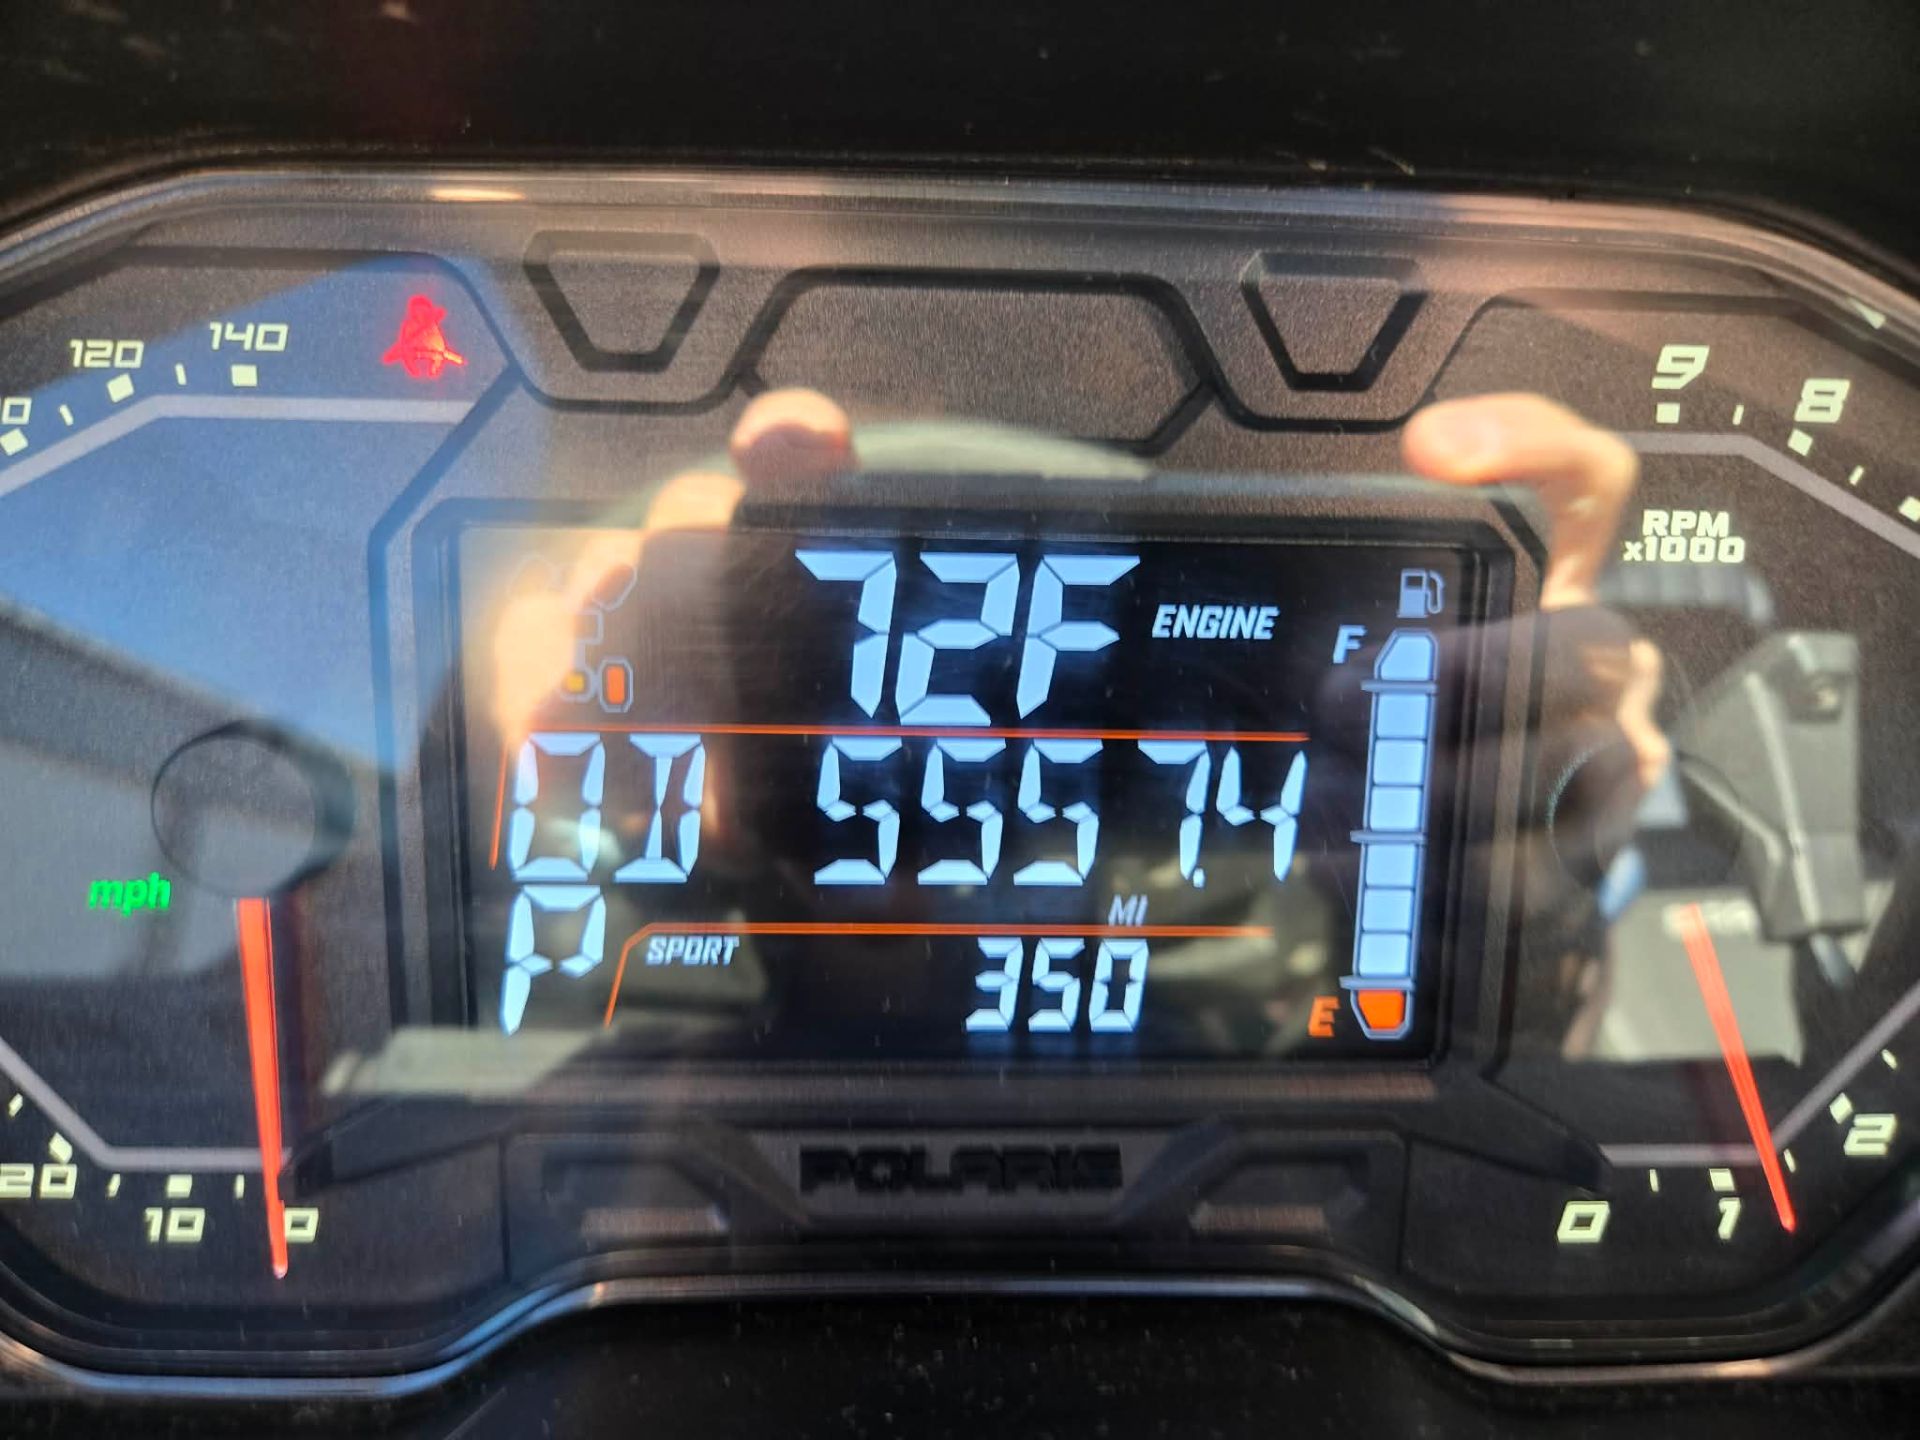 120
140
9
8
RPM
x1000
72F
ENGINE
F
OD 5557.4
mph
MI
P
SPORT
350
E
POLARIS
20
10
0
0
1
2